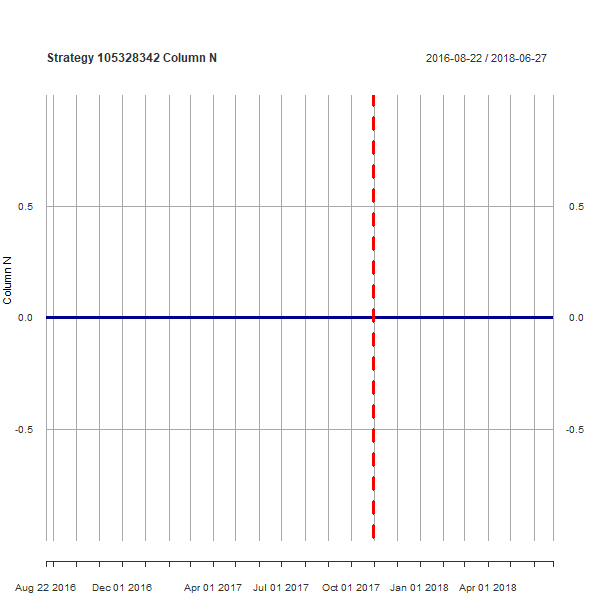 Strategy 105328342 Column N 2016-08-22 / 2018-06-27
0.5 0.5
Column N
0.0 0.0
-0.5 -0.5
Aug 22 2016 Dec 01 2016 Apr 01 2017 Jul 01 2017 Oct 01 2017 Jan 01 2018 Apr 01 2018